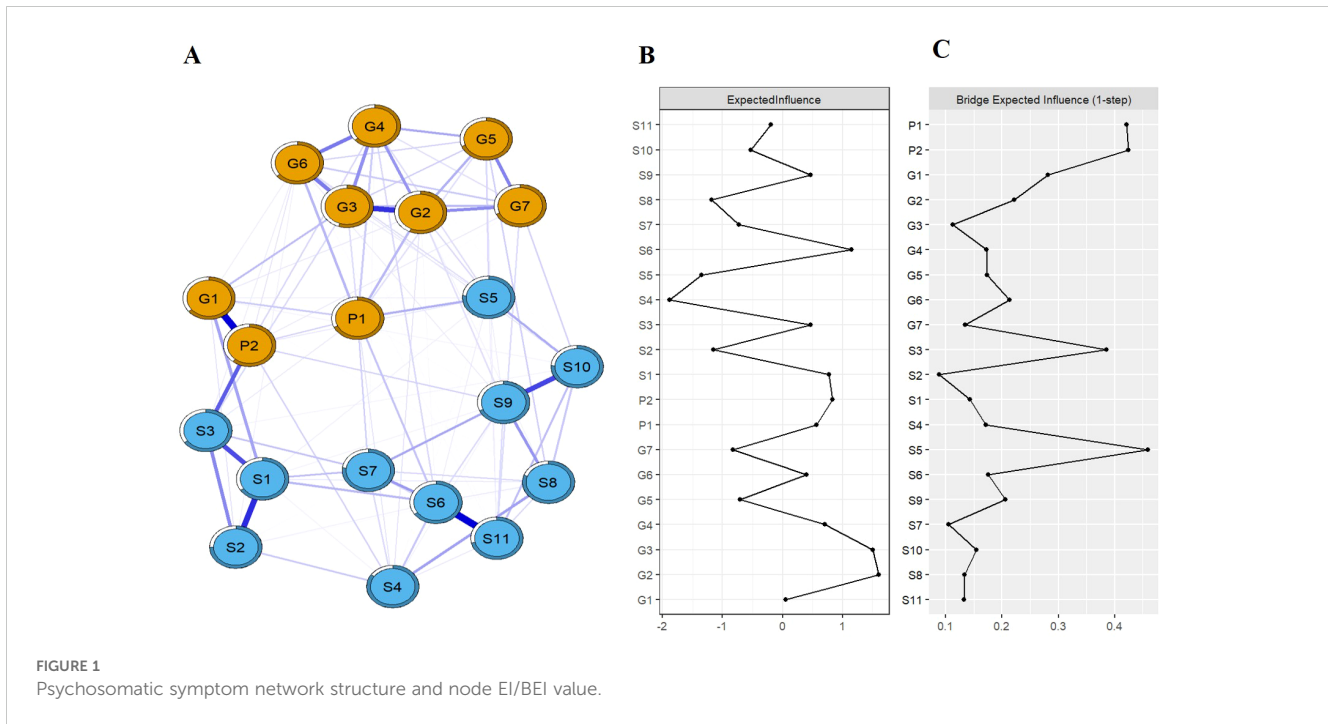 A
B
C
G4
G5
G6
G3
G2
G7
G1
P1
S5
P2
S10
S9
S3
S7
S1
S8
S6
S11
S2
S4
ExpectedInfluence
S11
S10
S9
S8
S7
S6
S5
S4
S3
S2
S1
P2
P1
G7
G6
G5
G4
G3
G2
G1
-2 -1 0 1
Bridge Expected Influence (1-step)
P1
P2
G1
G2
G3
G4
G5
G6
G7
S3
S2
S1
S4
S5
S6
S9
S7
S10
S8
S11
0.1 0.2 0.3 0.4
FIGURE 1
Psychosomatic symptom network structure and node EI/BEI value.